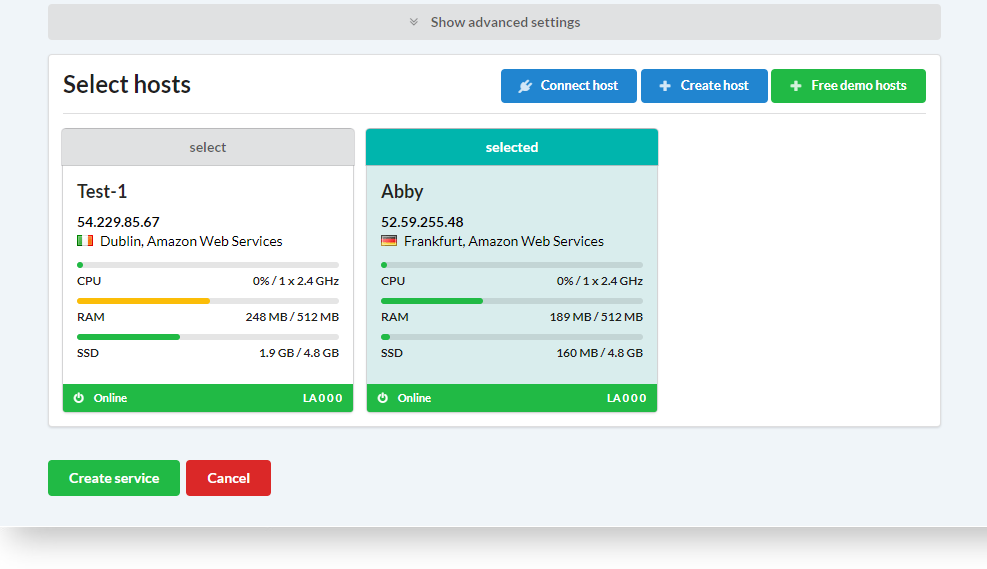 Show advanced settings
Select hosts
Connect host
Create host
Free demo hosts
select
Test-1
54.229.85.67
Dublin, Amazon Web Services
CPU 0% / 1 x 2.4 GHz
RAM 248 MB / 512 MB
SSD 1.9 GB / 4.8 GB
Online LA 0 0 0
selected
Abby
52.59.255.48
Frankfurt, Amazon Web Services
CPU 0% / 1 x 2.4 GHz
RAM 189 MB / 512 MB
SSD 160 MB / 4.8 GB
Online LA 0 0 0
Create service
Cancel